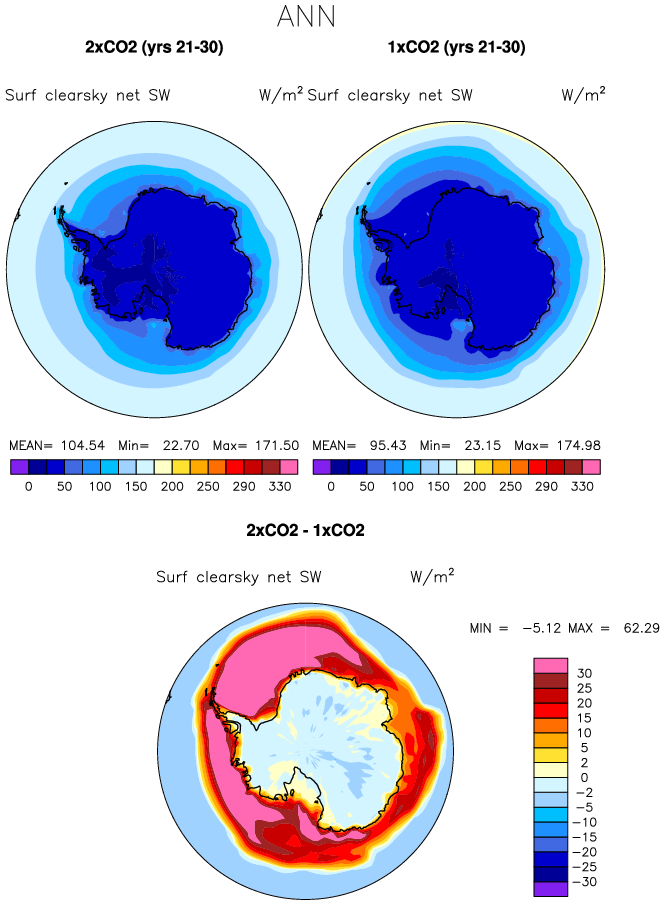 ANN
2xCO2 (yrs 21-30) 1xCO2 (yrs 21-30)
Surf clearsky net SW W/m² Surf clearsky net SW W/m²
MEAN= 104.54 Min= 22.70 Max= 171.50 MEAN= 95.43 Min= 23.15 Max= 174.98
0 50 100 150 200 250 290 330 0 50 100 150 200 250 290 330
2xCO2 - 1xCO2
Surf clearsky net SW W/m²
MIN = −5.12 MAX = 62.29
30
25
20
15
10
5
2
0
−2
−5
−10
−15
−20
−25
−30